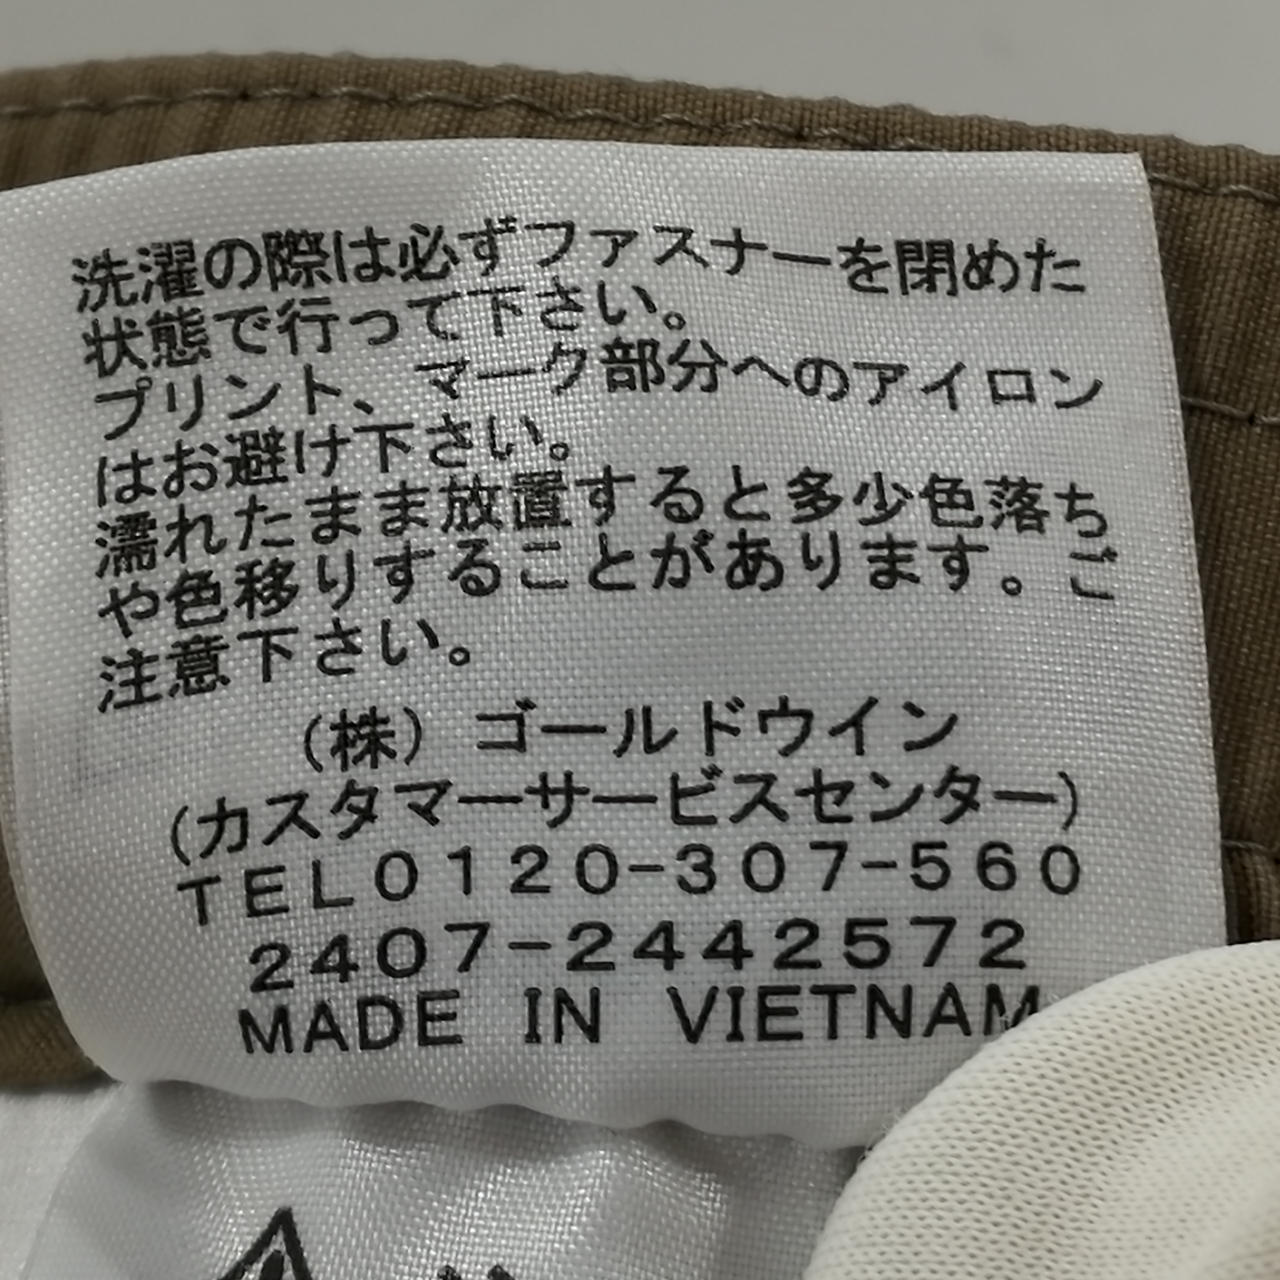 洗濯の際は必ずファスナーを閉めた
状態で行って下さい。
プリント、マーク部分へのアイロン
はお避け下さい。
濡れたまま放置すると多少色落ち
や色移りすることがあります。ご
注意下さい。
(株)ゴールドウイン
(カスタマーサービスセンター)
TEL0120-307-560
2407-2442572
MADE IN VIETNAM